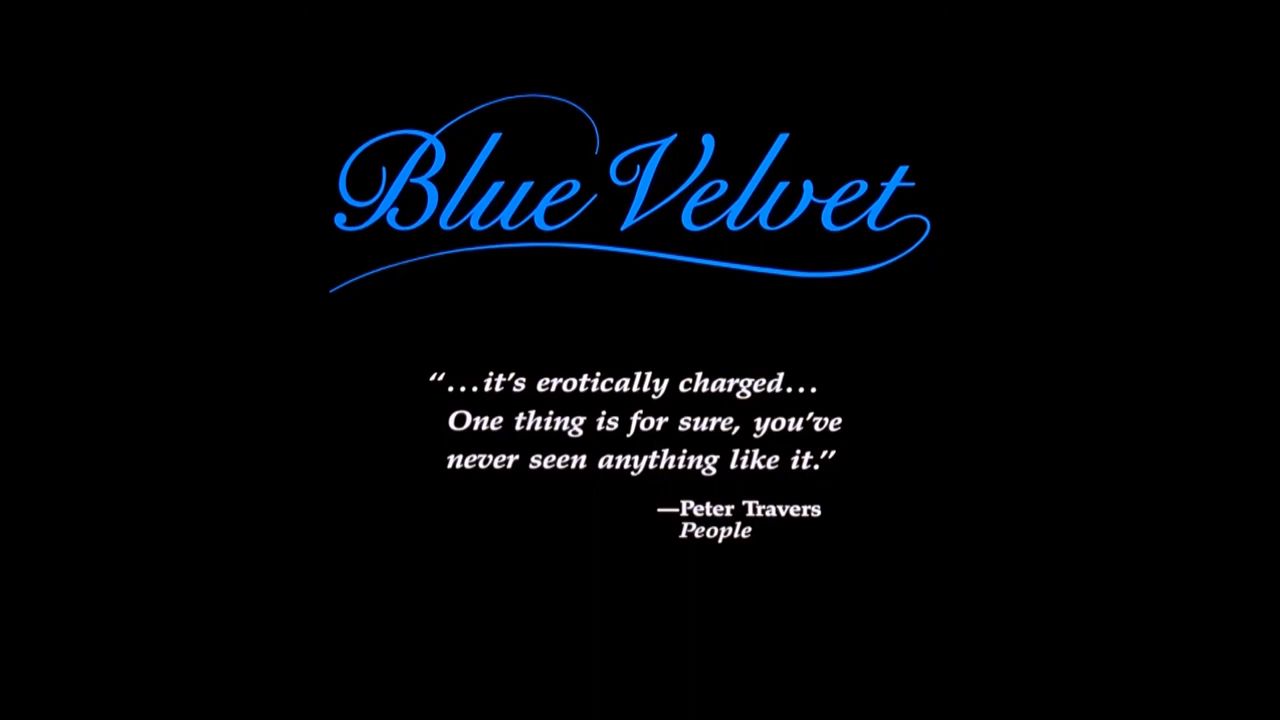 Blue Velvet
“...it’s erotically charged...
One thing is for sure, you’ve
never seen anything like it.”
—Peter Travers
People